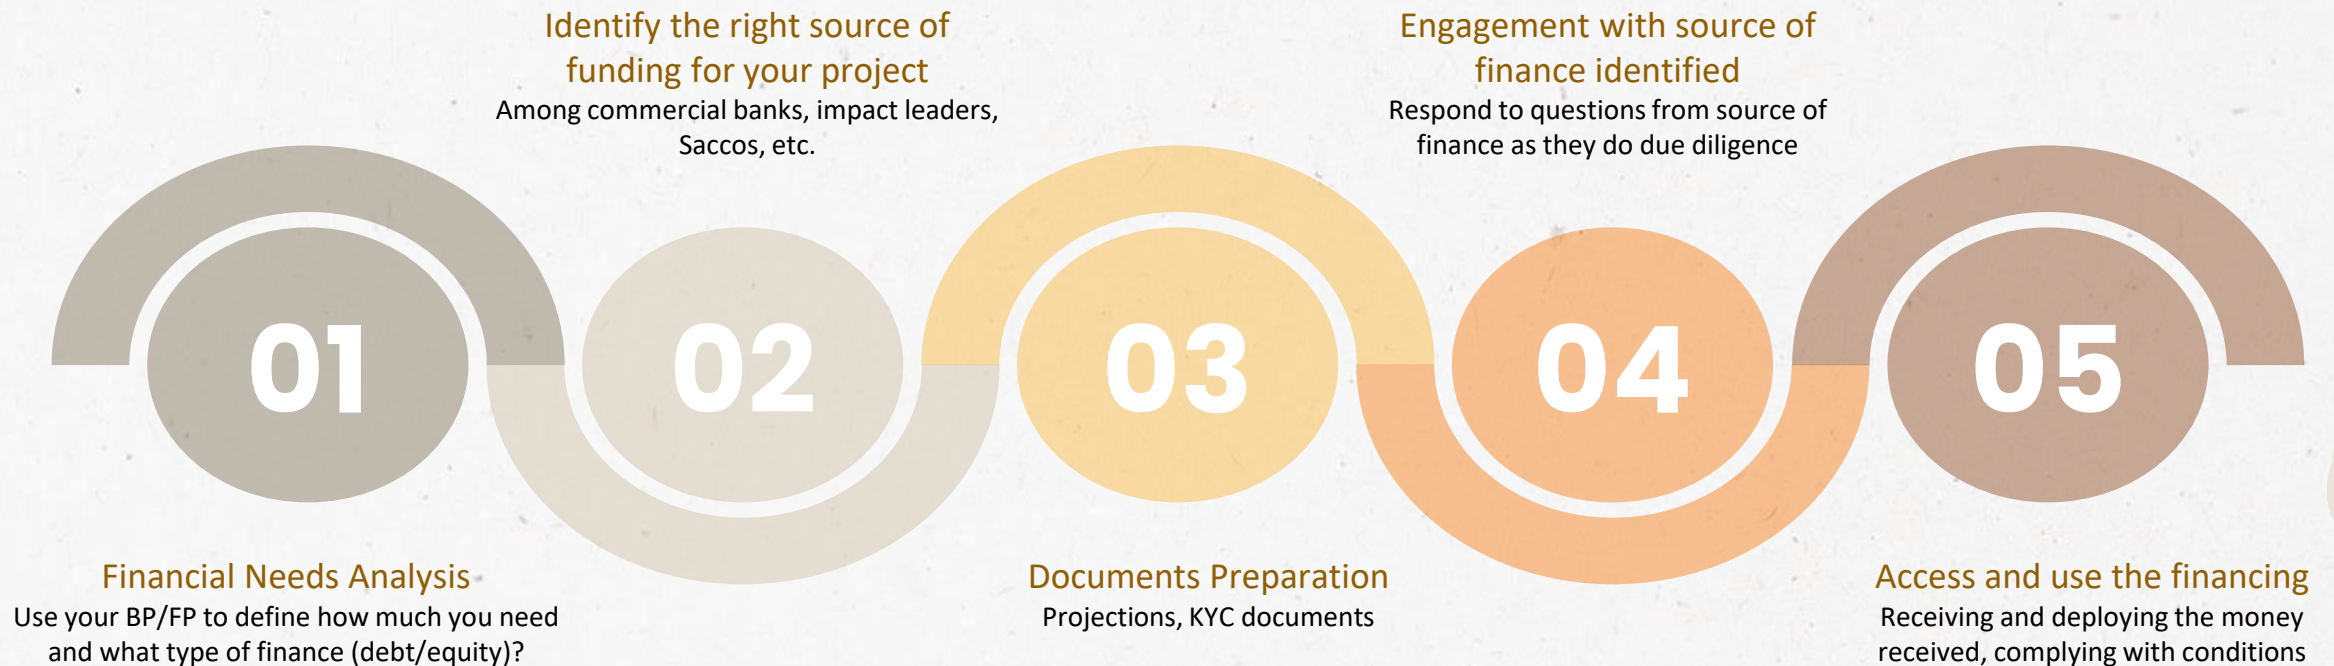 Identify the right source of
funding for your project
Among commercial banks, impact leaders,
Saccos, etc.
Engagement with source of
finance identified
Respond to questions from source of
finance as they do due diligence
01
02
03
04
05
Financial Needs Analysis
Use your BP/FP to define how much you need
and what type of finance (debt/equity)?
Documents Preparation
Projections, KYC documents
Access and use the financing
Receiving and deploying the money
received, complying with conditions